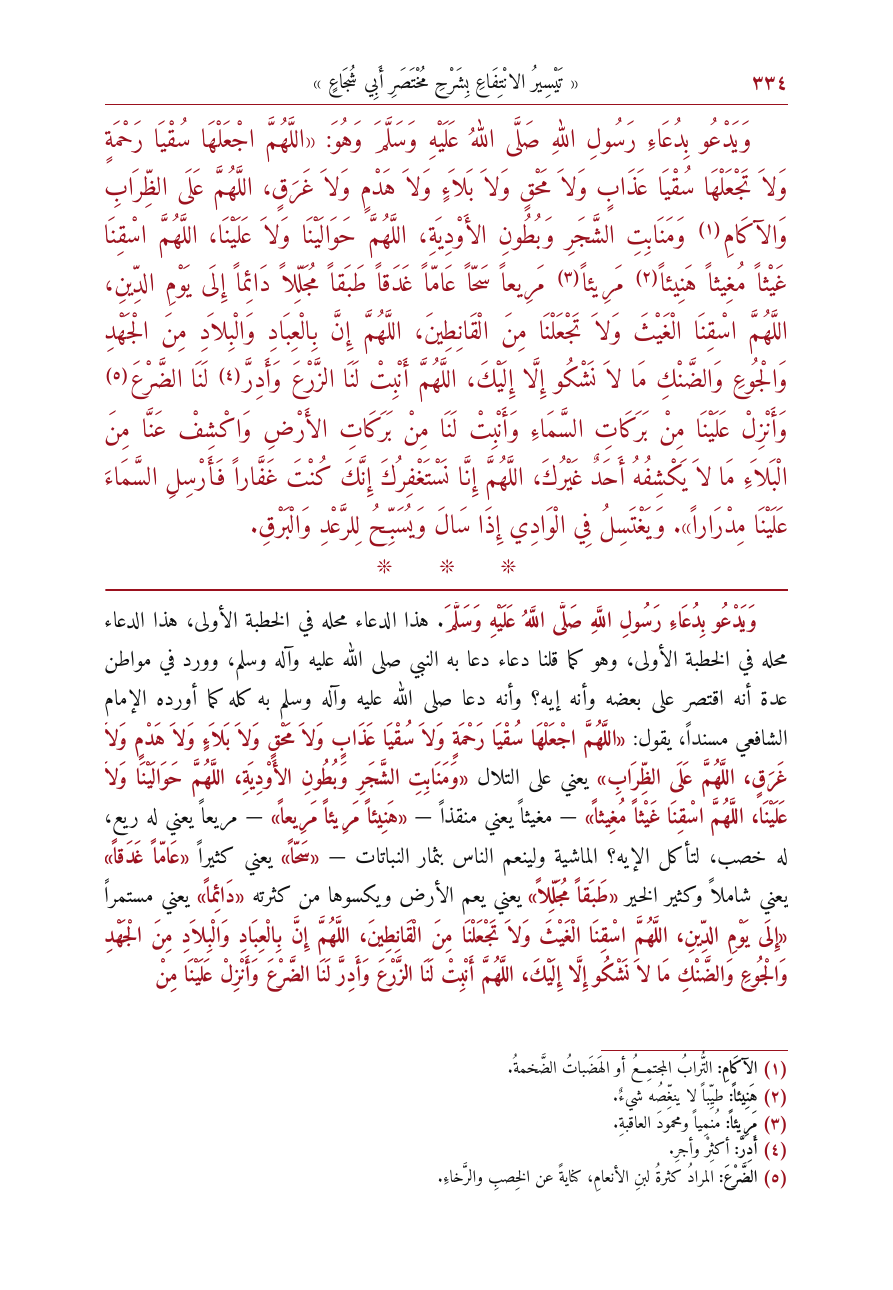 ٣٣٤
« تَيْسِيرُ الانْتِفَاعِ بِشَرْحِ مُخْتَصَرِ أَبِي شُجَاعٍ »
وَيَدْعُو بِدُعَاءِ رَسُولِ اللهِ صَلَّى اللهُ عَلَيْهِ وَسَلَّمَ وَهُوَ: «اللَّهُمَّ اجْعَلْهَا سُقْيَا رَحْمَةٍ
وَلاَ تَجْعَلْهَا سُقْيَا عَذَابٍ وَلاَ مَحْقٍ وَلاَ بَلاَءٍ وَلاَ هَدْمٍ وَلاَ غَرَقٍ، اللَّهُمَّ عَلَى الظِّرَابِ
وَالآكَامِ(١) وَمَنَابِتِ الشَّجَرِ وَبُطُونِ الأَوْدِيَةِ، اللَّهُمَّ حَوَالَيْنَا وَلاَ عَلَيْنَا، اللَّهُمَّ اسْقِنَا
غَيْثاً مُغِيثاً هَنِيئاً(٢) مَرِيئاً(٣) مَرِيعاً سَحّاً عَامّاً غَدَقاً طَبَقاً مُجَلِّلاً دَائِماً إِلَى يَوْمِ الدِّينِ،
اللَّهُمَّ اسْقِنَا الْغَيْثَ وَلاَ تَجْعَلْنَا مِنَ الْقَانِطِينَ، اللَّهُمَّ إِنَّ بِالْعِبَادِ وَالْبِلاَدِ مِنَ الْجَهْدِ
وَالْجُوعِ وَالضَّنْكِ مَا لاَ نَشْكُو إِلَّا إِلَيْكَ، اللَّهُمَّ أَنْبِتْ لَنَا الزَّرْعَ وَأَدِرَّ(٤) لَنَا الضَّرْعَ(٥)
وَأَنْزِلْ عَلَيْنَا مِنْ بَرَكَاتِ السَّمَاءِ وَأَنْبِتْ لَنَا مِنْ بَرَكَاتِ الأَرْضِ وَاكْشِفْ عَنَّا مِنَ
الْبَلاَءِ مَا لاَ يَكْشِفُهُ أَحَدٌ غَيْرُكَ، اللَّهُمَّ إِنَّا نَسْتَغْفِرُكَ إِنَّكَ كُنْتَ غَفَّاراً فَأَرْسِلِ السَّمَاءَ
عَلَيْنَا مِدْرَاراً». وَيَغْتَسِلُ فِي الْوَادِي إِذَا سَالَ وَيُسَبِّحُ لِلرَّعْدِ وَالْبَرْقِ.
❊ ❊ ❊
وَيَدْعُو بِدُعَاءِ رَسُولِ اللَّهِ صَلَّى اللَّهُ عَلَيْهِ وَسَلَّمَ. هذا الدعاء محله في الخطبة الأولى، هذا الدعاء
محله في الخطبة الأولى، وهو كما قلنا دعاء دعا به النبي صلى الله عليه وآله وسلم، وورد في مواطن
عدة أنه اقتصر على بعضه وأنه إيه؟ وأنه دعا صلى الله عليه وآله وسلم به كله كما أورده الإمام
الشافعي مسنداً، يقول: «اللَّهُمَّ اجْعَلْهَا سُقْيَا رَحْمَةٍ وَلاَ سُقْيَا عَذَابٍ وَلاَ مَحْقٍ وَلاَ بَلاَءٍ وَلاَ هَدْمٍ وَلاَ
غَرَقٍ، اللَّهُمَّ عَلَى الظِّرَابِ» يعني على التلال «وَمَنَابِتِ الشَّجَرِ وَبُطُونِ الأَوْدِيَةِ، اللَّهُمَّ حَوَالَيْنَا وَلاَ
عَلَيْنَا، اللَّهُمَّ اسْقِنَا غَيْثاً مُغِيثاً» — مغيثاً يعني منقذاً — «هَنِيئاً مَرِيئاً مَرِيعاً» — مريعاً يعني له ريع،
له خصب، لتأكل الإيه؟ الماشية ولينعم الناس بثمار النباتات — «سَحّاً» يعني كثيراً «عَامّاً غَدَقاً»
يعني شاملاً وكثير الخير «طَبَقاً مُجَلِّلاً» يعني يعم الأرض ويكسوها من كثرته «دَائِماً» يعني مستمراً
«إِلَى يَوْمِ الدِّينِ، اللَّهُمَّ اسْقِنَا الْغَيْثَ وَلاَ تَجْعَلْنَا مِنَ الْقَانِطِينَ، اللَّهُمَّ إِنَّ بِالْعِبَادِ وَالْبِلاَدِ مِنَ الْجَهْدِ
وَالْجُوعِ وَالضَّنْكِ مَا لاَ نَشْكُو إِلَّا إِلَيْكَ، اللَّهُمَّ أَنْبِتْ لَنَا الزَّرْعَ وَأَدِرَّ لَنَا الضَّرْعَ وَأَنْزِلْ عَلَيْنَا مِنْ
(١) الآكَامِ: التُّرابُ المجتمِعُ أو الهَضَباتُ الضَّخمةُ.
(٢) هَنِيئاً: طيِّباً لا ينغِّصُه شيءٌ.
(٣) مَرِيئاً: مُنمِياً ومحمودَ العاقبةِ.
(٤) أَدِرَّ: أكثِرْ وأجرِ.
(٥) الضَّرْعَ: المرادُ كثرةُ لبنِ الأنعامِ، كنايةً عن الخِصبِ والرَّخاءِ.